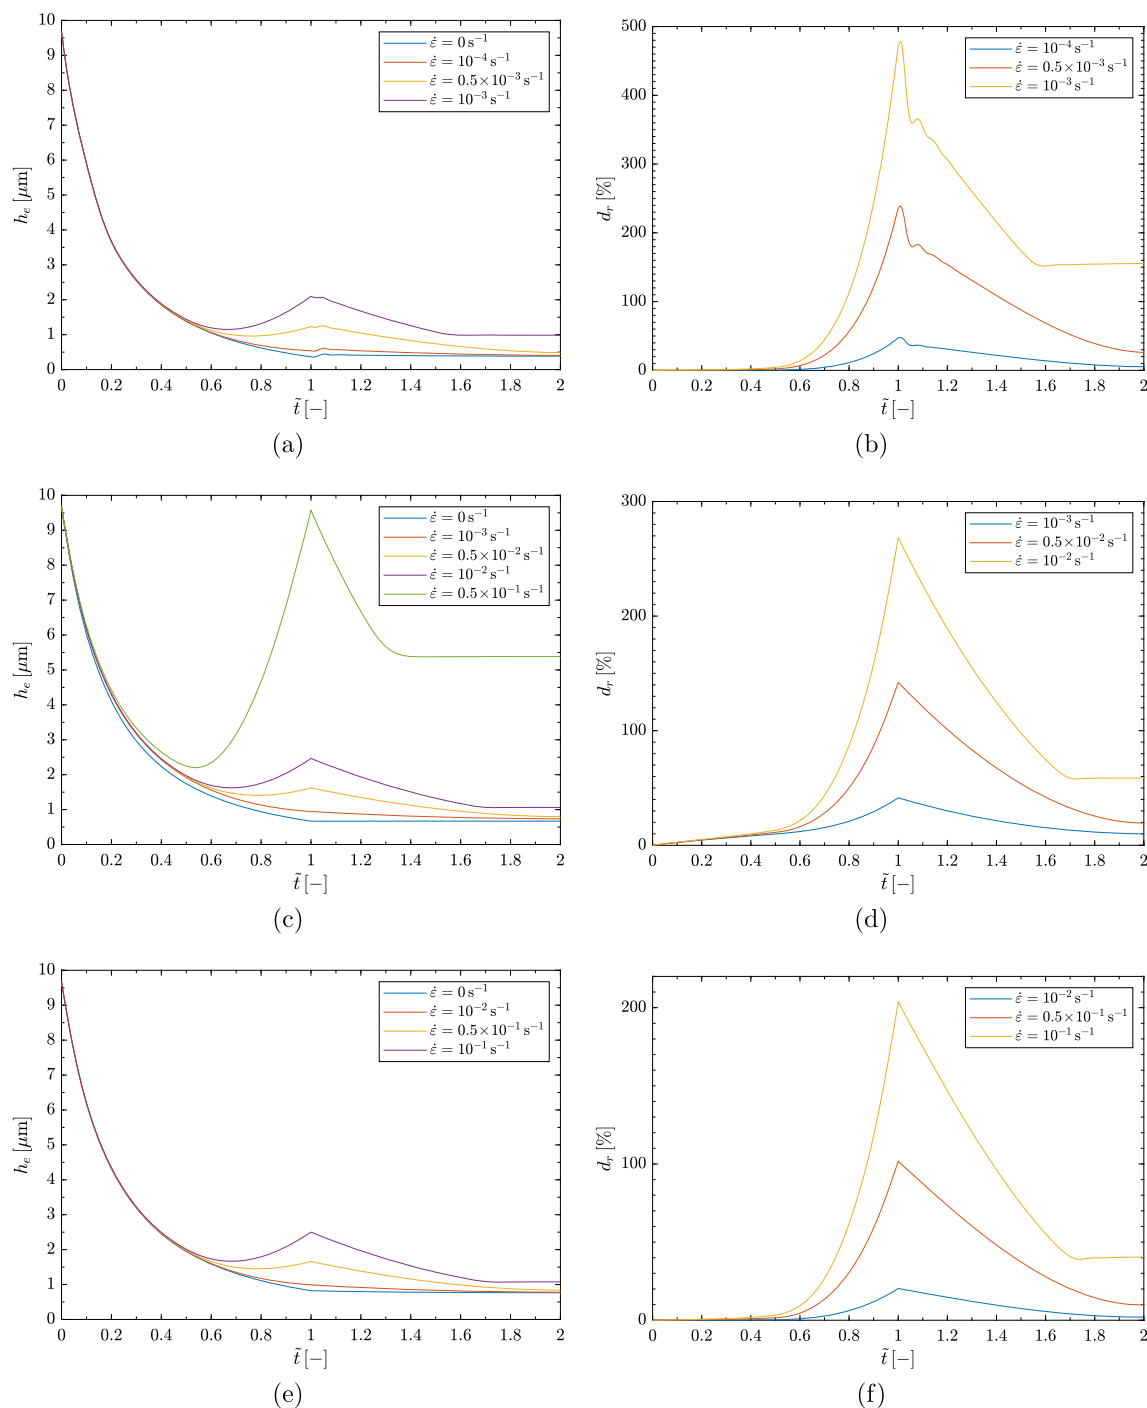 10
9
8
7
6
5
4
3
2
1
0
h_e [μm]
ε̇ = 0 s⁻¹
ε̇ = 10⁻⁴ s⁻¹
ε̇ = 0.5×10⁻³ s⁻¹
ε̇ = 10⁻³ s⁻¹
0 0.2 0.4 0.6 0.8 1 1.2 1.4 1.6 1.8 2
t̃ [−]
(a)
500
400
300
200
100
0
d_r [%]
ε̇ = 10⁻⁴ s⁻¹
ε̇ = 0.5×10⁻³ s⁻¹
ε̇ = 10⁻³ s⁻¹
0 0.2 0.4 0.6 0.8 1 1.2 1.4 1.6 1.8 2
t̃ [−]
(b)
10
9
8
7
6
5
4
3
2
1
0
h_e [μm]
ε̇ = 0 s⁻¹
ε̇ = 10⁻³ s⁻¹
ε̇ = 0.5×10⁻² s⁻¹
ε̇ = 10⁻² s⁻¹
ε̇ = 0.5×10⁻¹ s⁻¹
0 0.2 0.4 0.6 0.8 1 1.2 1.4 1.6 1.8 2
t̃ [−]
(c)
300
200
100
0
d_r [%]
ε̇ = 10⁻³ s⁻¹
ε̇ = 0.5×10⁻² s⁻¹
ε̇ = 10⁻² s⁻¹
0 0.2 0.4 0.6 0.8 1 1.2 1.4 1.6 1.8 2
t̃ [−]
(d)
10
9
8
7
6
5
4
3
2
1
0
h_e [μm]
ε̇ = 0 s⁻¹
ε̇ = 10⁻² s⁻¹
ε̇ = 0.5×10⁻¹ s⁻¹
ε̇ = 10⁻¹ s⁻¹
0 0.2 0.4 0.6 0.8 1 1.2 1.4 1.6 1.8 2
t̃ [−]
(e)
200
100
0
d_r [%]
ε̇ = 10⁻² s⁻¹
ε̇ = 0.5×10⁻¹ s⁻¹
ε̇ = 10⁻¹ s⁻¹
0 0.2 0.4 0.6 0.8 1 1.2 1.4 1.6 1.8 2
t̃ [−]
(f)